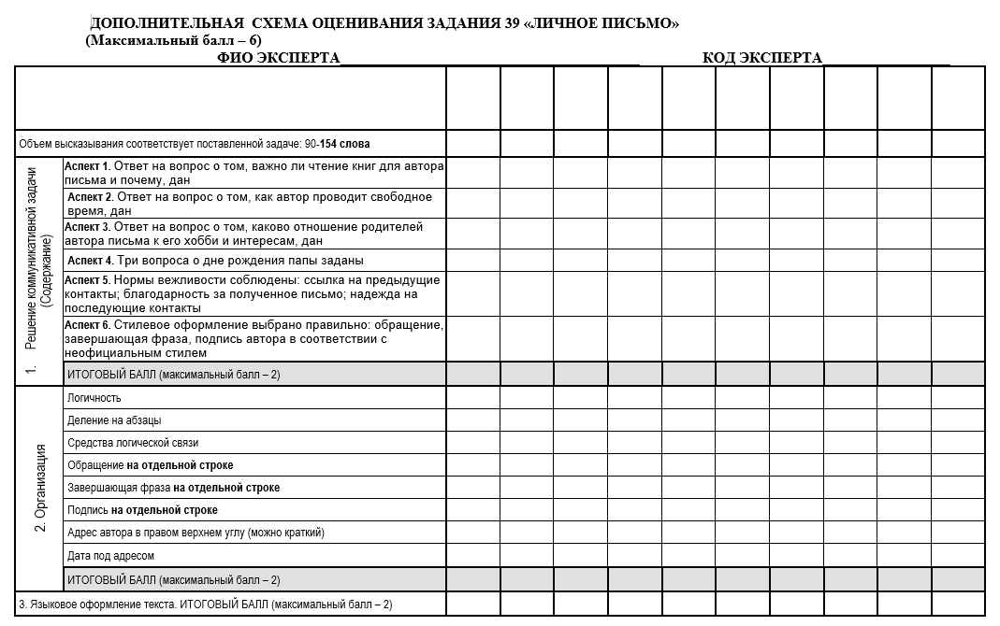 ДОПОЛНИТЕЛЬНАЯ СХЕМА ОЦЕНИВАНИЯ ЗАДАНИЯ 39 «ЛИЧНОЕ ПИСЬМО»
(Максимальный балл – 6)
ФИО ЭКСПЕРТА________________________________________ КОД ЭКСПЕРТА_________________
Объем высказывания соответствует поставленной задаче: 90-154 слова
1. Решение коммуникативной задачи
(Содержание)
Аспект 1. Ответ на вопрос о том, важно ли чтение книг для автора
письма и почему, дан
Аспект 2. Ответ на вопрос о том, как автор проводит свободное
время, дан
Аспект 3. Ответ на вопрос о том, каково отношение родителей
автора письма к его хобби и интересам, дан
Аспект 4. Три вопроса о дне рождения папы заданы
Аспект 5. Нормы вежливости соблюдены: ссылка на предыдущие
контакты; благодарность за полученное письмо; надежда на
последующие контакты
Аспект 6. Стилевое оформление выбрано правильно: обращение,
завершающая фраза, подпись автора в соответствии с
неофициальным стилем
ИТОГОВЫЙ БАЛЛ (максимальный балл – 2)
2. Организация
Логичность
Деление на абзацы
Средства логической связи
Обращение на отдельной строке
Завершающая фраза на отдельной строке
Подпись на отдельной строке
Адрес автора в правом верхнем углу (можно краткий)
Дата под адресом
ИТОГОВЫЙ БАЛЛ (максимальный балл – 2)
3. Языковое оформление текста. ИТОГОВЫЙ БАЛЛ (максимальный балл – 2)